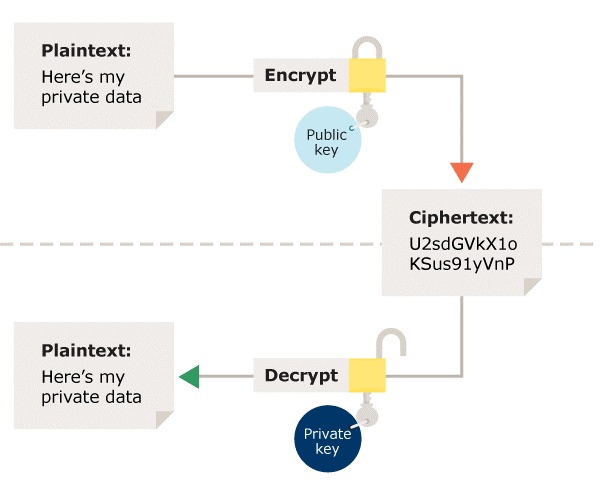 Plaintext:
Here's my
private data
Encrypt
Public
key
Ciphertext:
U2sdGVkX1o
KSus91yVnP
Plaintext:
Here's my
private data
Decrypt
Private
key